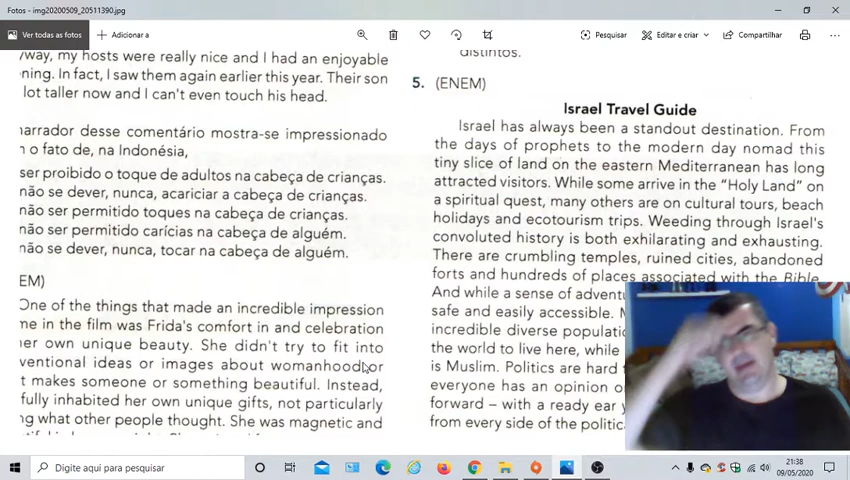 Fotos - img20200509_20511390.jpg
Ver todas as fotos
Adicionar a
Pesquisar
Editar e criar
Compartilhar
way, my hosts were really nice and I had an enjoyable
ning. In fact, I saw them again earlier this year. Their son
lot taller now and I can't even touch his head.
narrador desse comentário mostra-se impressionado
o fato de, na Indonésia,
ser proibido o toque de adultos na cabeça de crianças.
não se dever, nunca, acariciar a cabeça de crianças.
não ser permitido toques na cabeça de crianças.
não ser permitido carícias na cabeça de alguém.
não se dever, nunca, tocar na cabeça de alguém.
EM)
One of the things that made an incredible impression
me in the film was Frida's comfort in and celebration
her own unique beauty. She didn't try to fit into
ventional ideas or images about womanhood or
t makes someone or something beautiful. Instead,
fully inhabited her own unique gifts, not particularly
ng what other people thought. She was magnetic and
distintos.
5. (ENEM)
Israel Travel Guide
Israel has always been a standout destination. From
the days of prophets to the modern day nomad this
tiny slice of land on the eastern Mediterranean has long
attracted visitors. While some arrive in the “Holy Land” on
a spiritual quest, many others are on cultural tours, beach
holidays and ecotourism trips. Weeding through Israel's
convoluted history is both exhilarating and exhausting.
There are crumbling temples, ruined cities, abandoned
forts and hundreds of places associated with the Bible.
And while a sense of advent
safe and easily accessible.
incredible diverse populatio
the world to live here, while
is Muslim. Politics are hard
everyone has an opinion o
forward – with a ready ear y
from every side of the politic
Digite aqui para pesquisar
21:38
09/05/2020